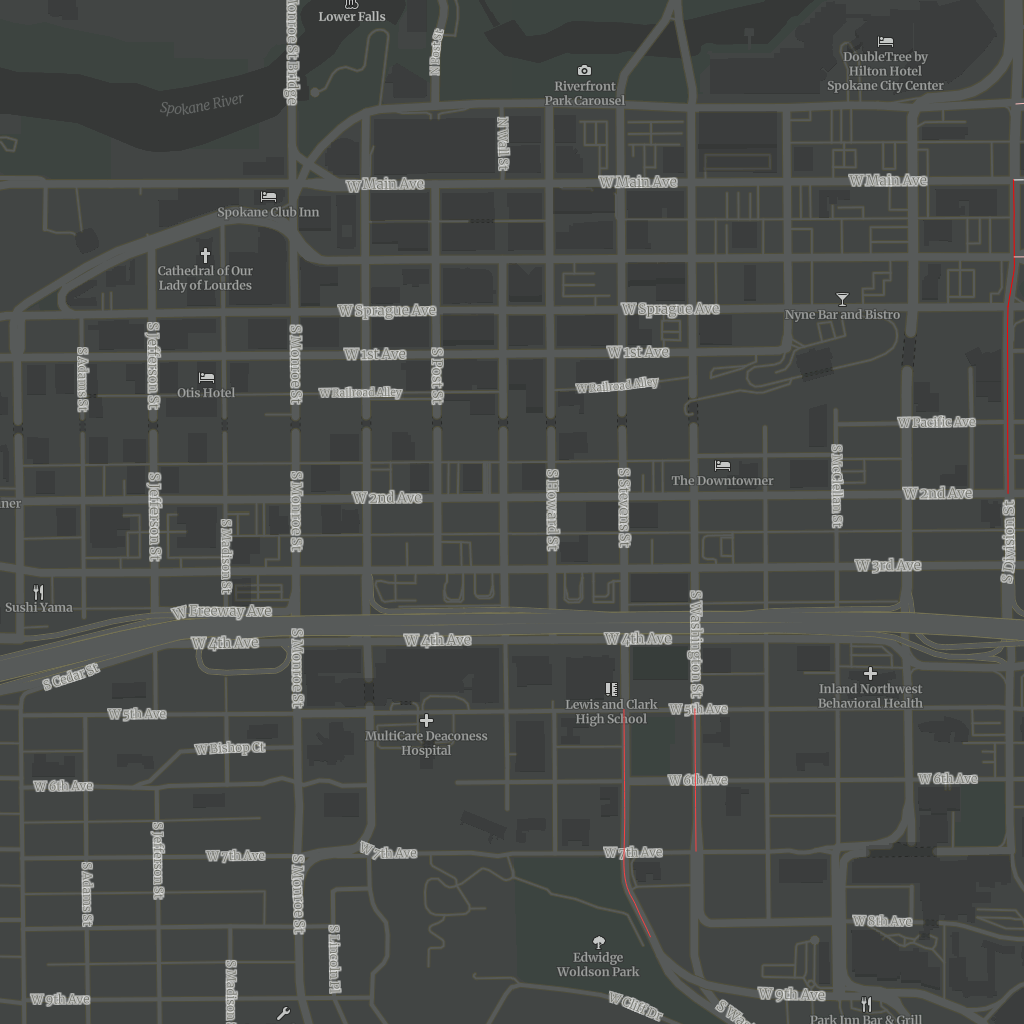 Lower Falls
Monroe St Bridge
N Post St
Spokane River
Riverfront
Park Carousel
DoubleTree by
Hilton Hotel
Spokane City Center
N Wall St
W Main Ave
W Main Ave
W Main Ave
Spokane Club Inn
Cathedral of Our
Lady of Lourdes
W Sprague Ave
W Sprague Ave
Nyne Bar and Bistro
S Adams St
S Jefferson St
S Monroe St
W 1st Ave
S Post St
W 1st Ave
Otis Hotel
W Railroad Alley
W Railroad Alley
W Pacific Ave
S Jefferson St
S Monroe St
W 2nd Ave
S Howard St
S Stevens St
The Downtowner
S McClellan St
W 2nd Ave
ner
S Madison St
S Division St
W 3rd Ave
Sushi Yama
W Freeway Ave
W 4th Ave
S Monroe St
W 4th Ave
W 4th Ave
S Washington St
S Cedar St
W 5th Ave
Lewis and Clark
High School
W 5th Ave
Inland Northwest
Behavioral Health
MultiCare Deaconess
Hospital
W Bishop Ct
W 6th Ave
W 6th Ave
W 6th Ave
S Jefferson St
W 7th Ave
W 7th Ave
W 7th Ave
S Adams St
S Monroe St
S Lincoln Pl
W 8th Ave
Edwidge
Woldson Park
S Madison
W 9th Ave
W Cliff Dr
S Was
W 9th Ave
Park Inn Bar & Grill